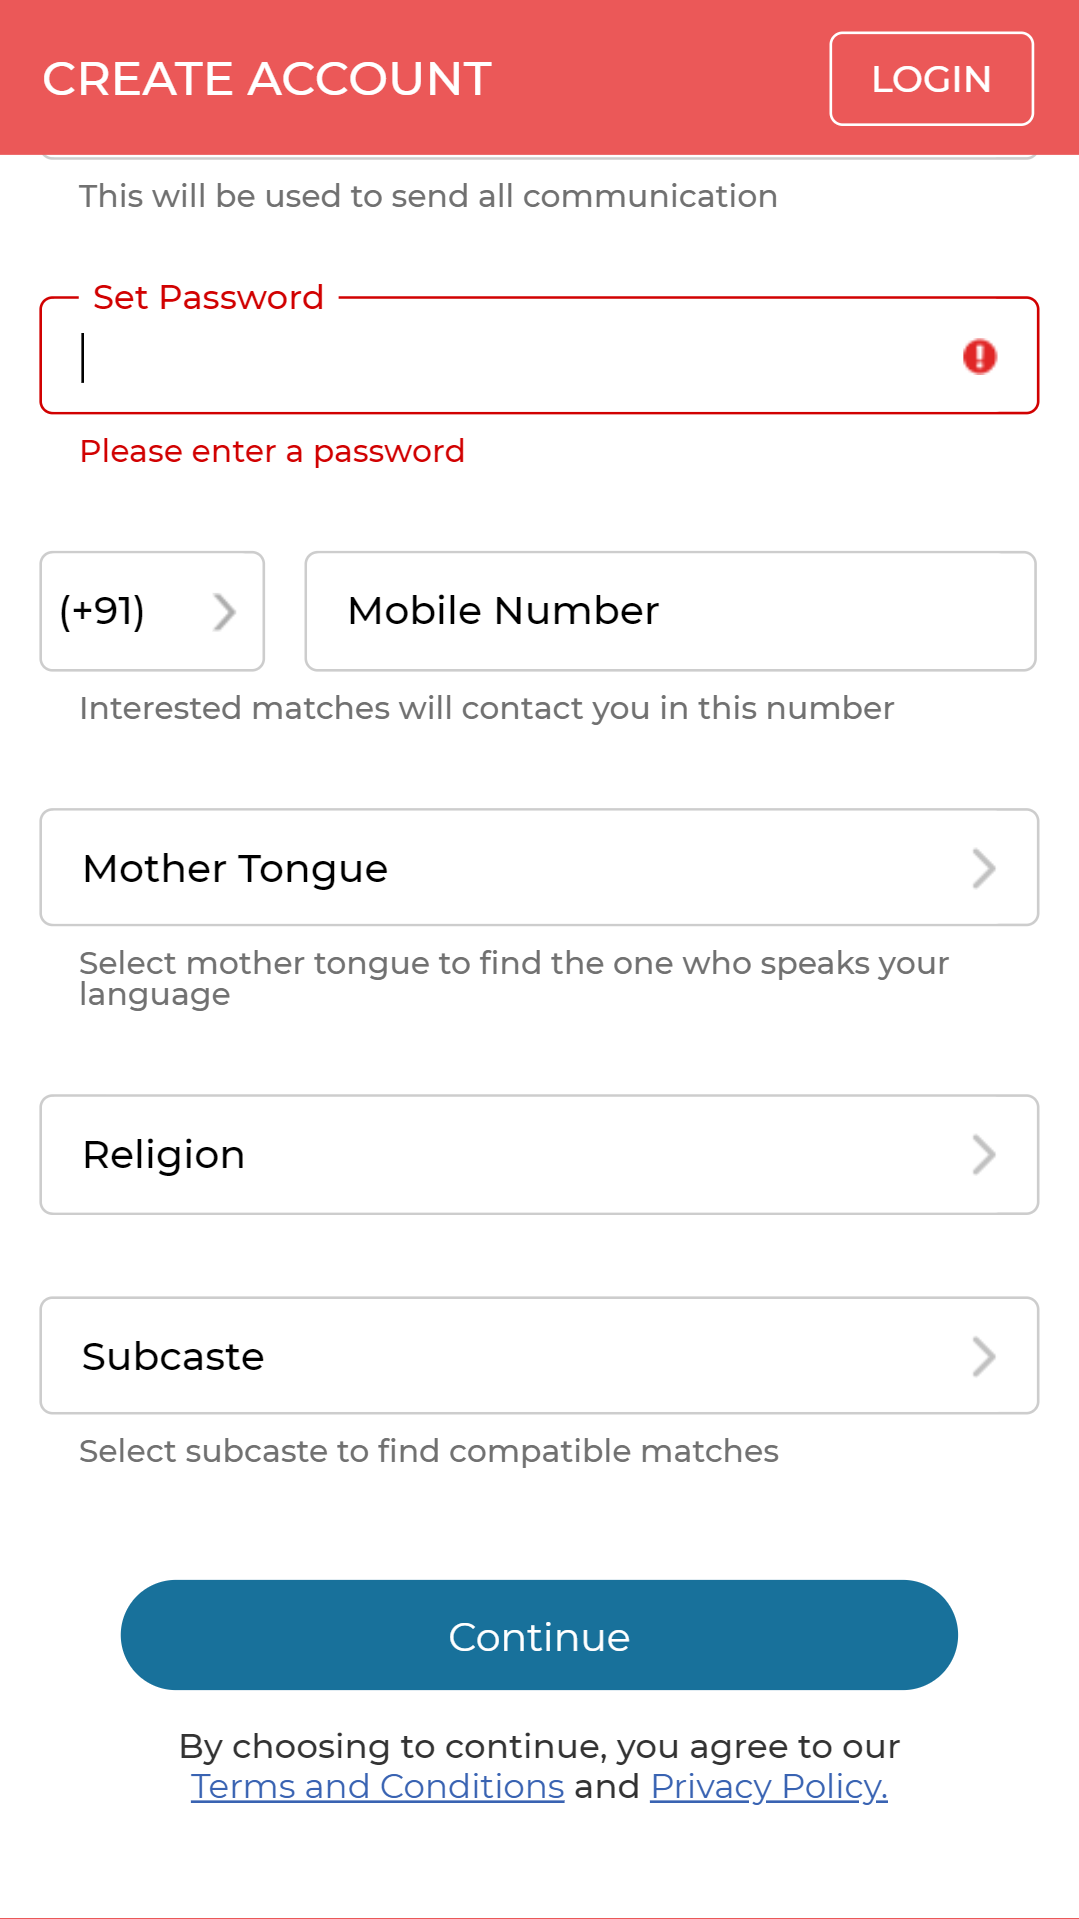 CREATE ACCOUNT
LOGIN
This will be used to send all communication
Set Password
Please enter a password
(+91)
Mobile Number
Interested matches will contact you in this number
Mother Tongue
Select mother tongue to find the one who speaks your
language
Religion
Subcaste
Select subcaste to find compatible matches
Continue
By choosing to continue, you agree to our
Terms and Conditions and Privacy Policy.